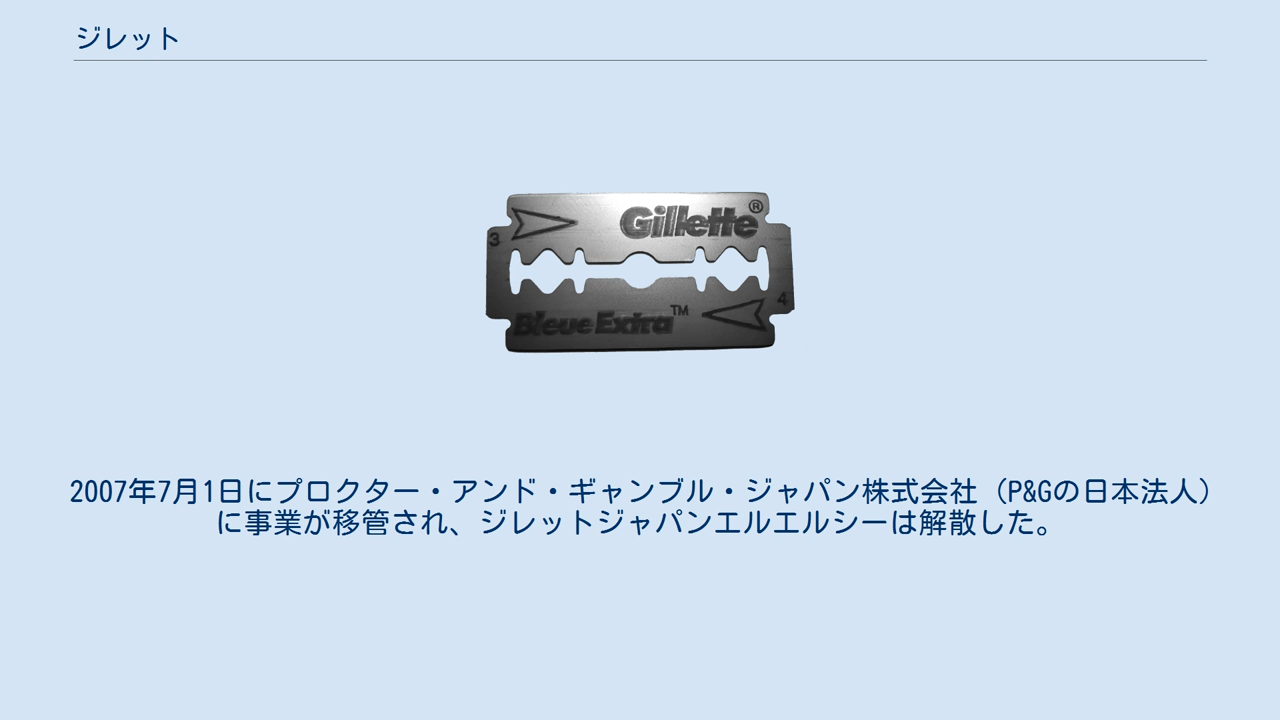 ジレット
Gillette®
3
4
Bleue Extra™
2007年7月1日にプロクター・アンド・ギャンブル・ジャパン株式会社（P&Gの日本法人）
に事業が移管され、ジレットジャパンエルエルシーは解散した。